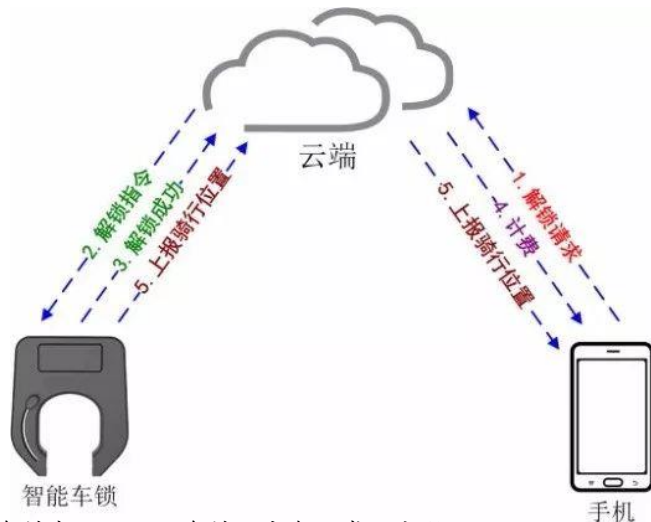 云端
2. 解锁指令
3. 解锁成功
5. 上报骑行位置
5. 上报骑行位置
4. 计费
1. 解锁请求
智能车锁
手机